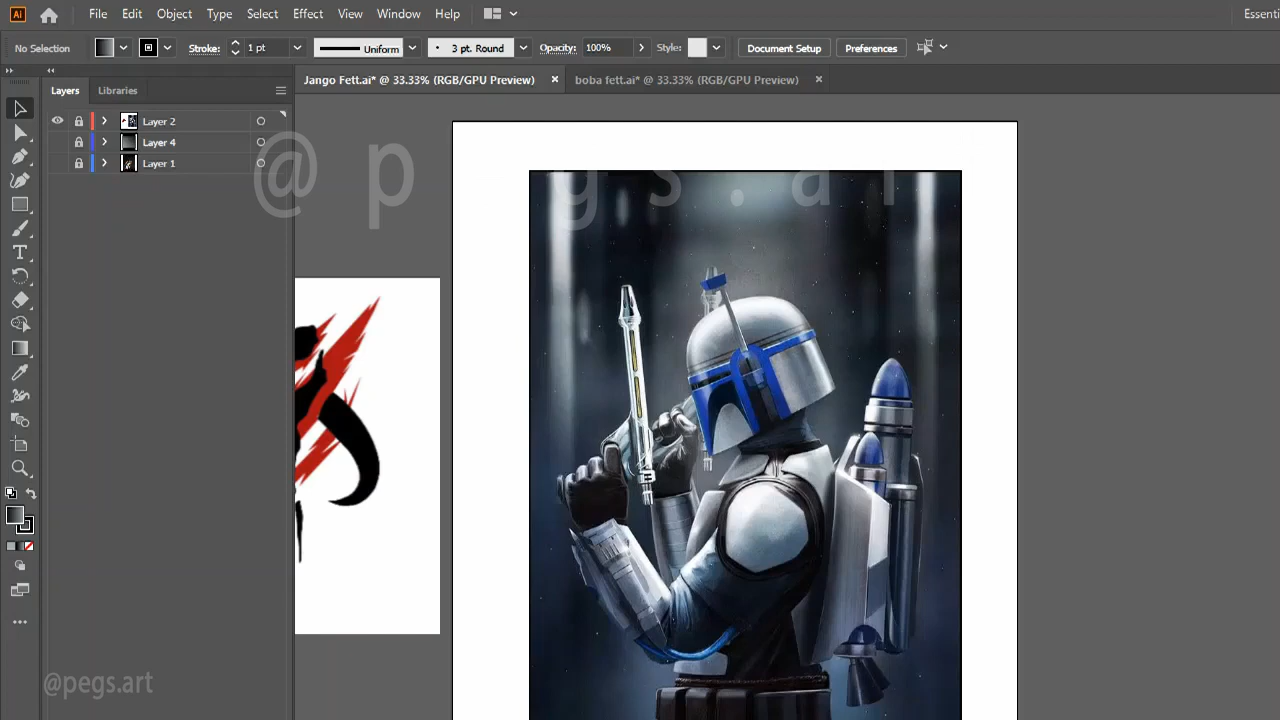 Ai File Edit Object Type Select Effect View Window Help Essenti
No Selection Stroke: 1 pt Uniform 3 pt. Round Opacity: 100% Style: Document Setup Preferences
Jango Fett.ai* @ 33.33% (RGB/GPU Preview) × boba fett.ai* @ 33.33% (RGB/GPU Preview) ×
Layers Libraries
Layer 2
Layer 4
Layer 1
@pegs.art
@pegs.ar